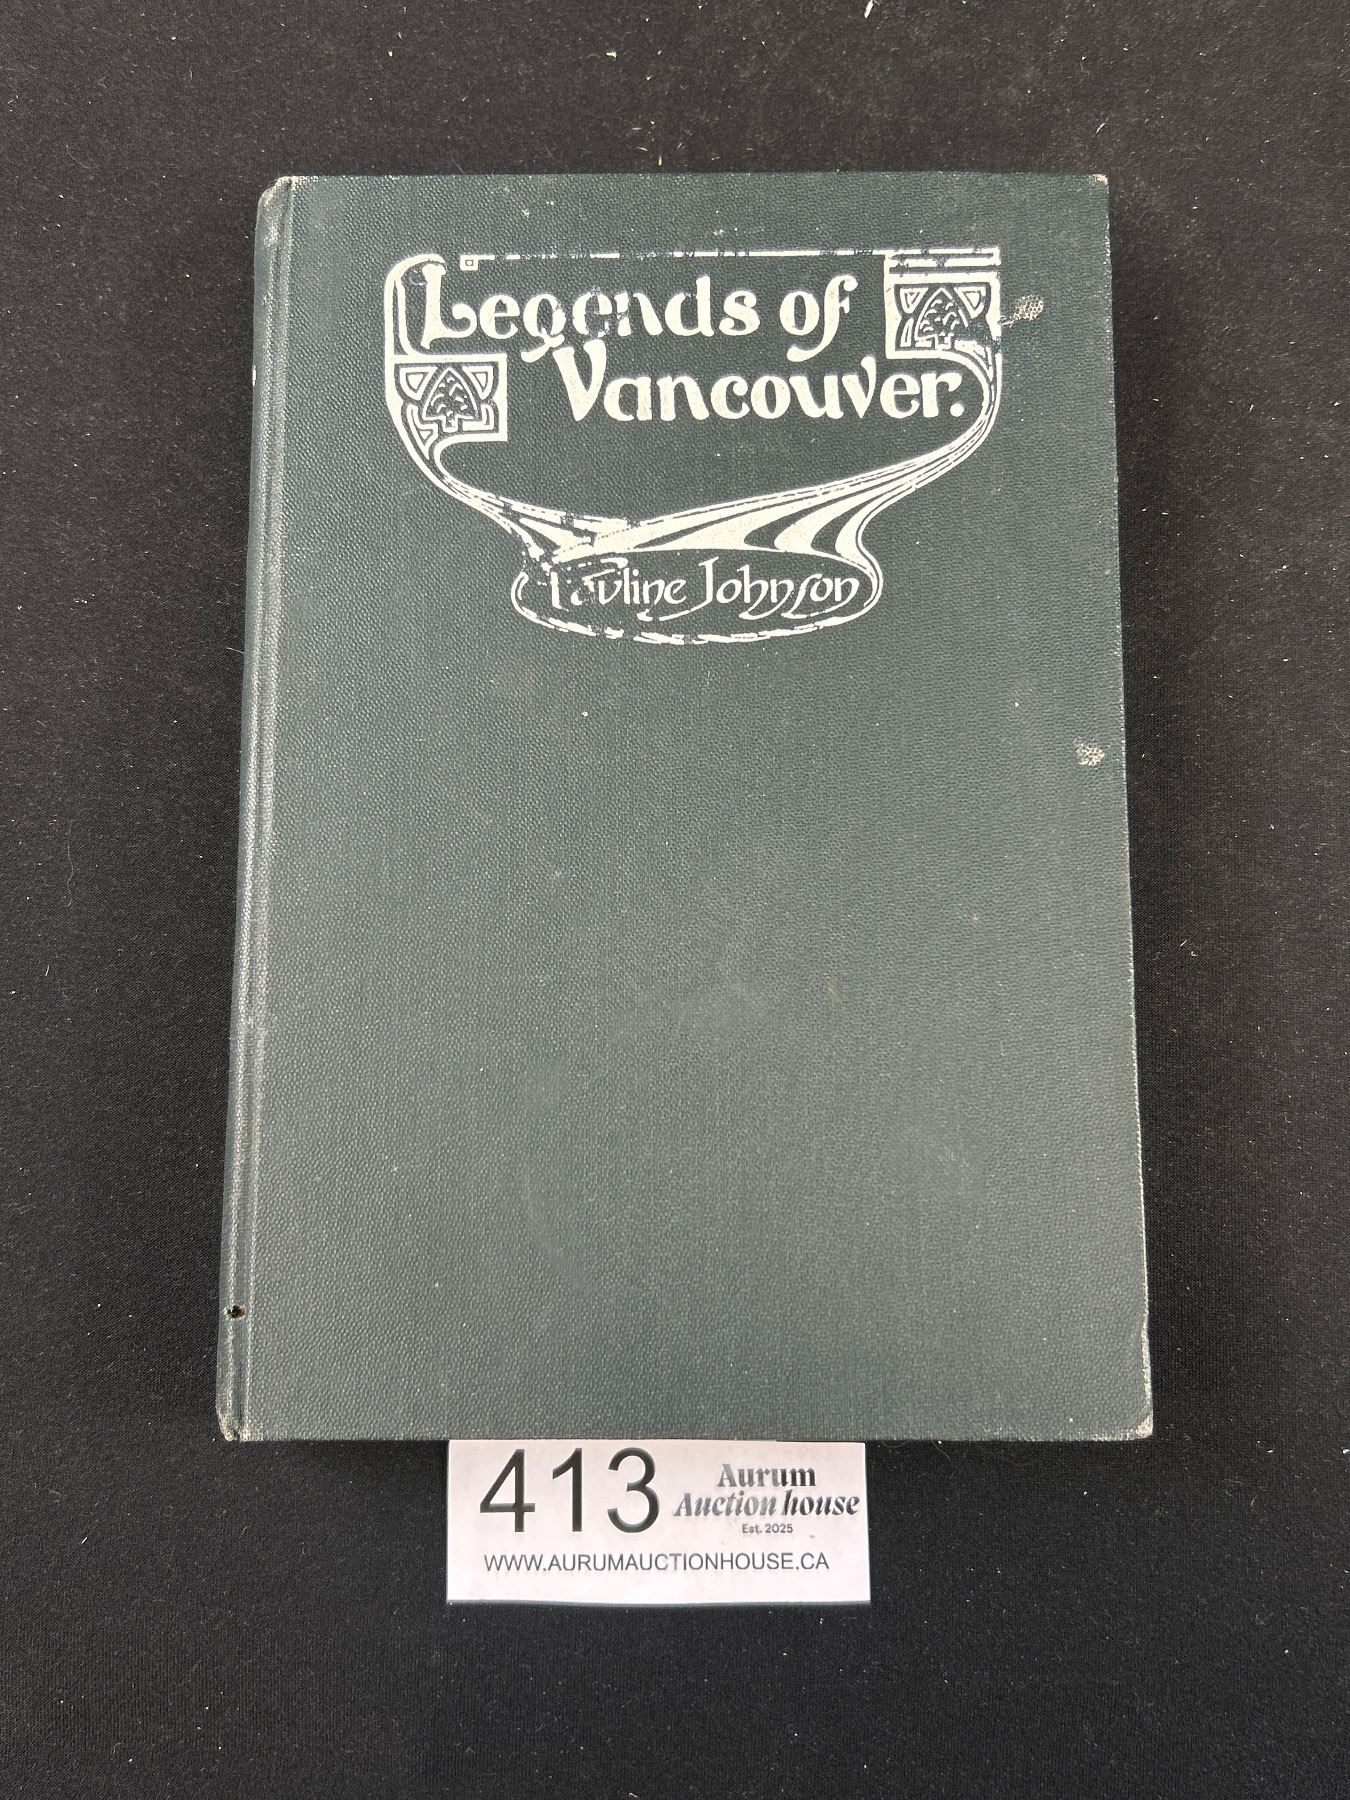 Legends of
Vancouver.
Pauline Johnson
413
Aurum
Auction house
Est. 2025
WWW.AURUMAUCTIONHOUSE.CA